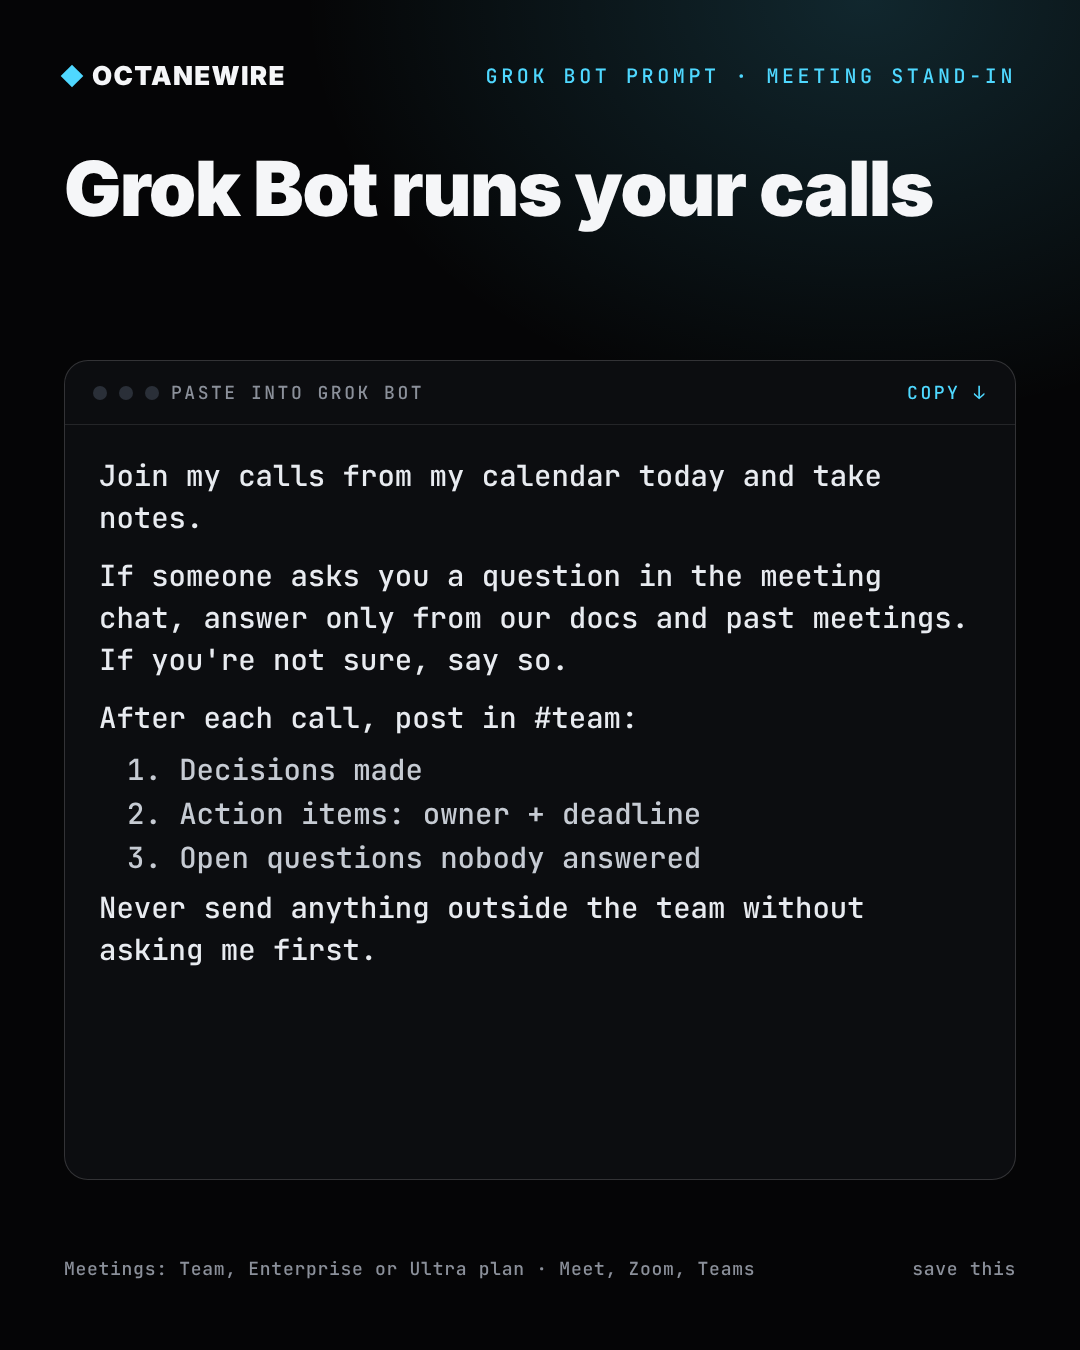 OCTANEWIRE
GROK BOT PROMPT · MEETING STAND-IN
Grok Bot runs your calls
PASTE INTO GROK BOT
COPY ↓
Join my calls from my calendar today and take
notes.
If someone asks you a question in the meeting
chat, answer only from our docs and past meetings.
If you're not sure, say so.
After each call, post in #team:
1. Decisions made
2. Action items: owner + deadline
3. Open questions nobody answered
Never send anything outside the team without
asking me first.
Meetings: Team, Enterprise or Ultra plan · Meet, Zoom, Teams
save this